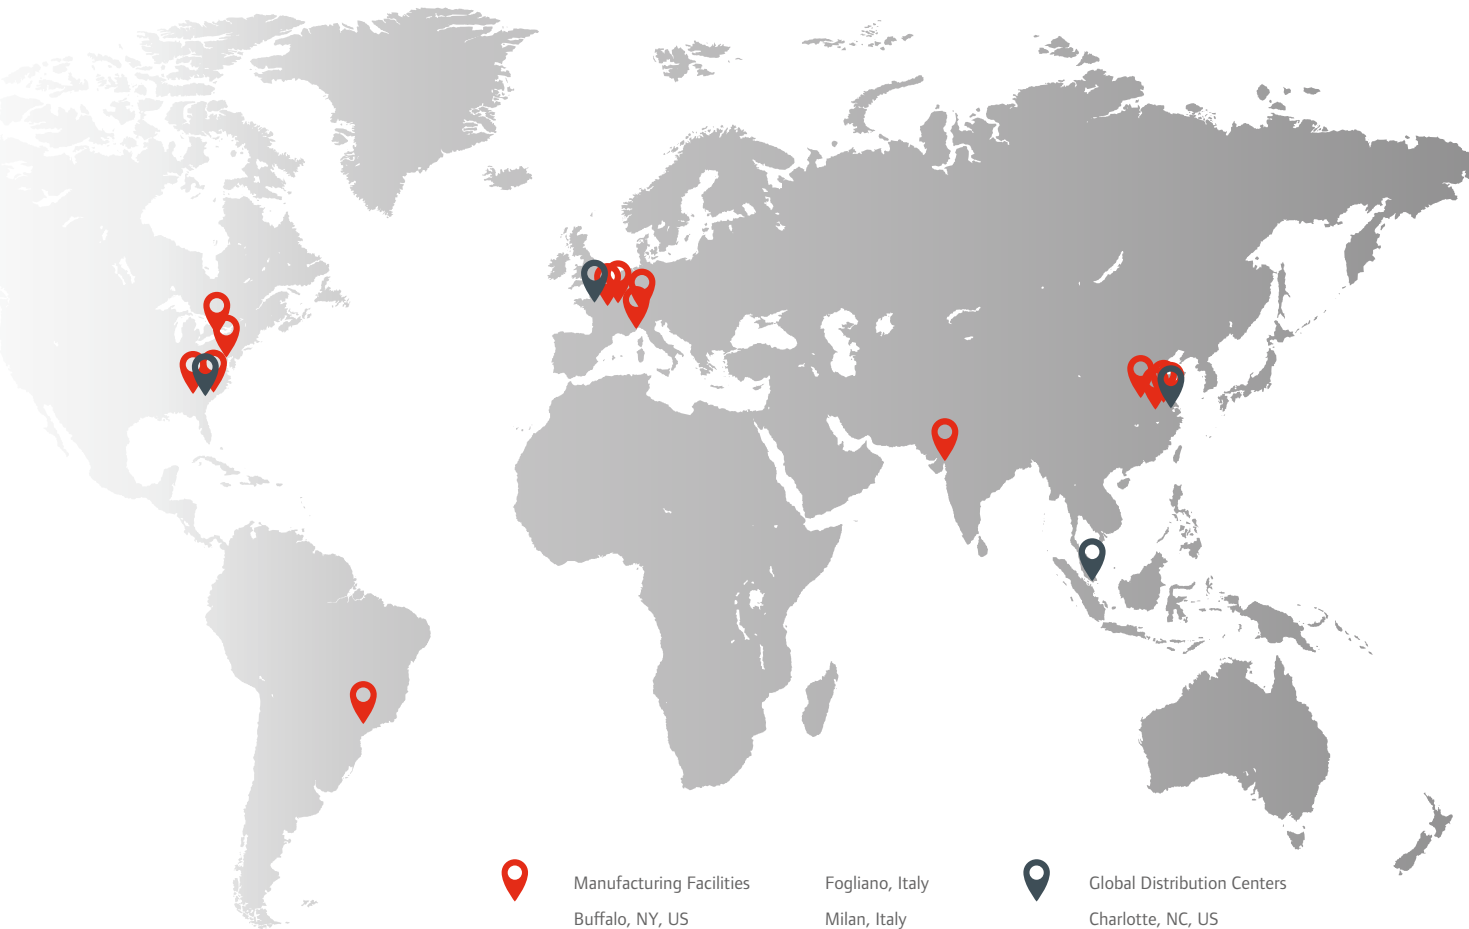 Manufacturing Facilities
Buffalo, NY, US
Fogliano, Italy
Milan, Italy
Global Distribution Centers
Charlotte, NC, US